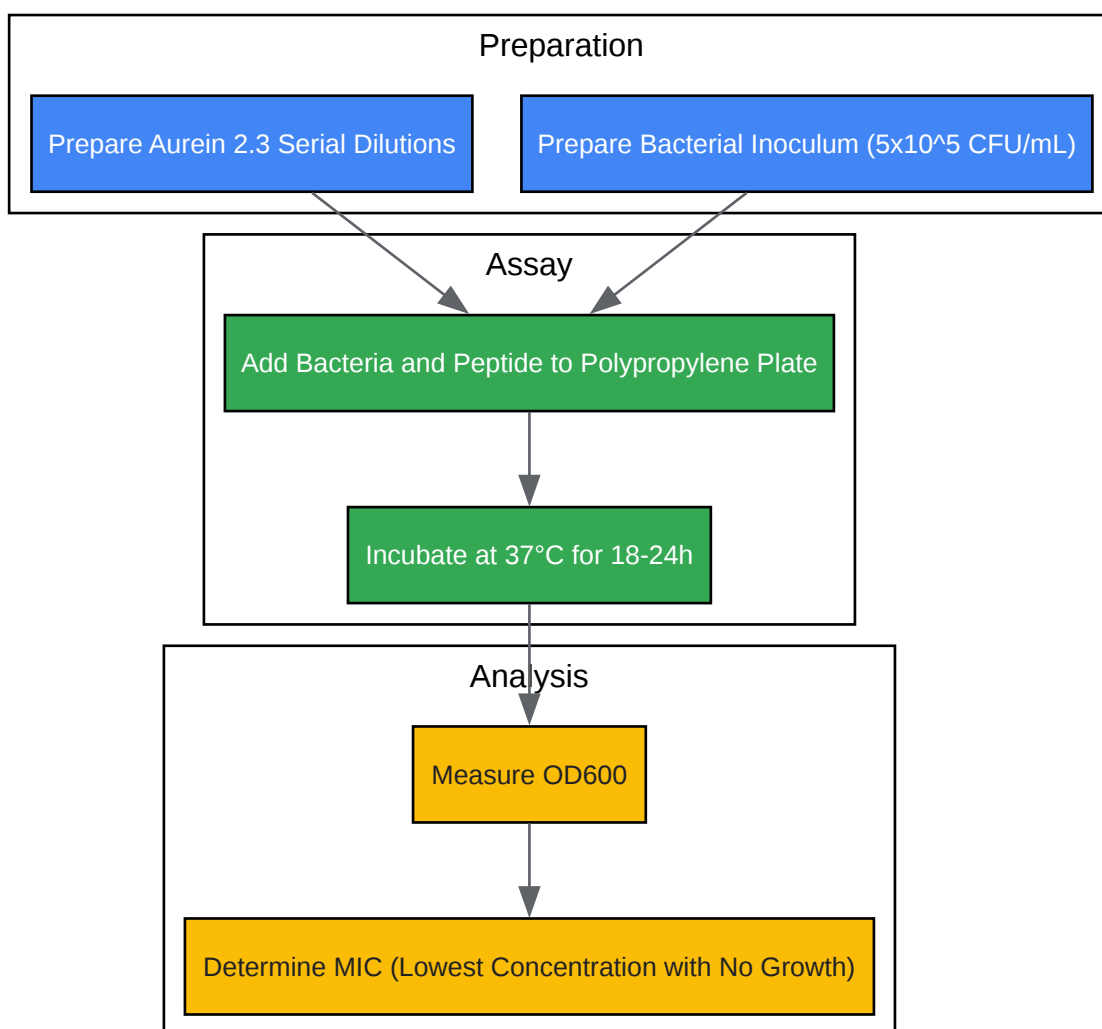 Preparation
Prepare Aurein 2.3 Serial Dilutions
Prepare Bacterial Inoculum (5x10^5 CFU/mL)
Assay
Add Bacteria and Peptide to Polypropylene Plate
Incubate at 37°C for 18-24h
Analysis
Measure OD600
Determine MIC (Lowest Concentration with No Growth)